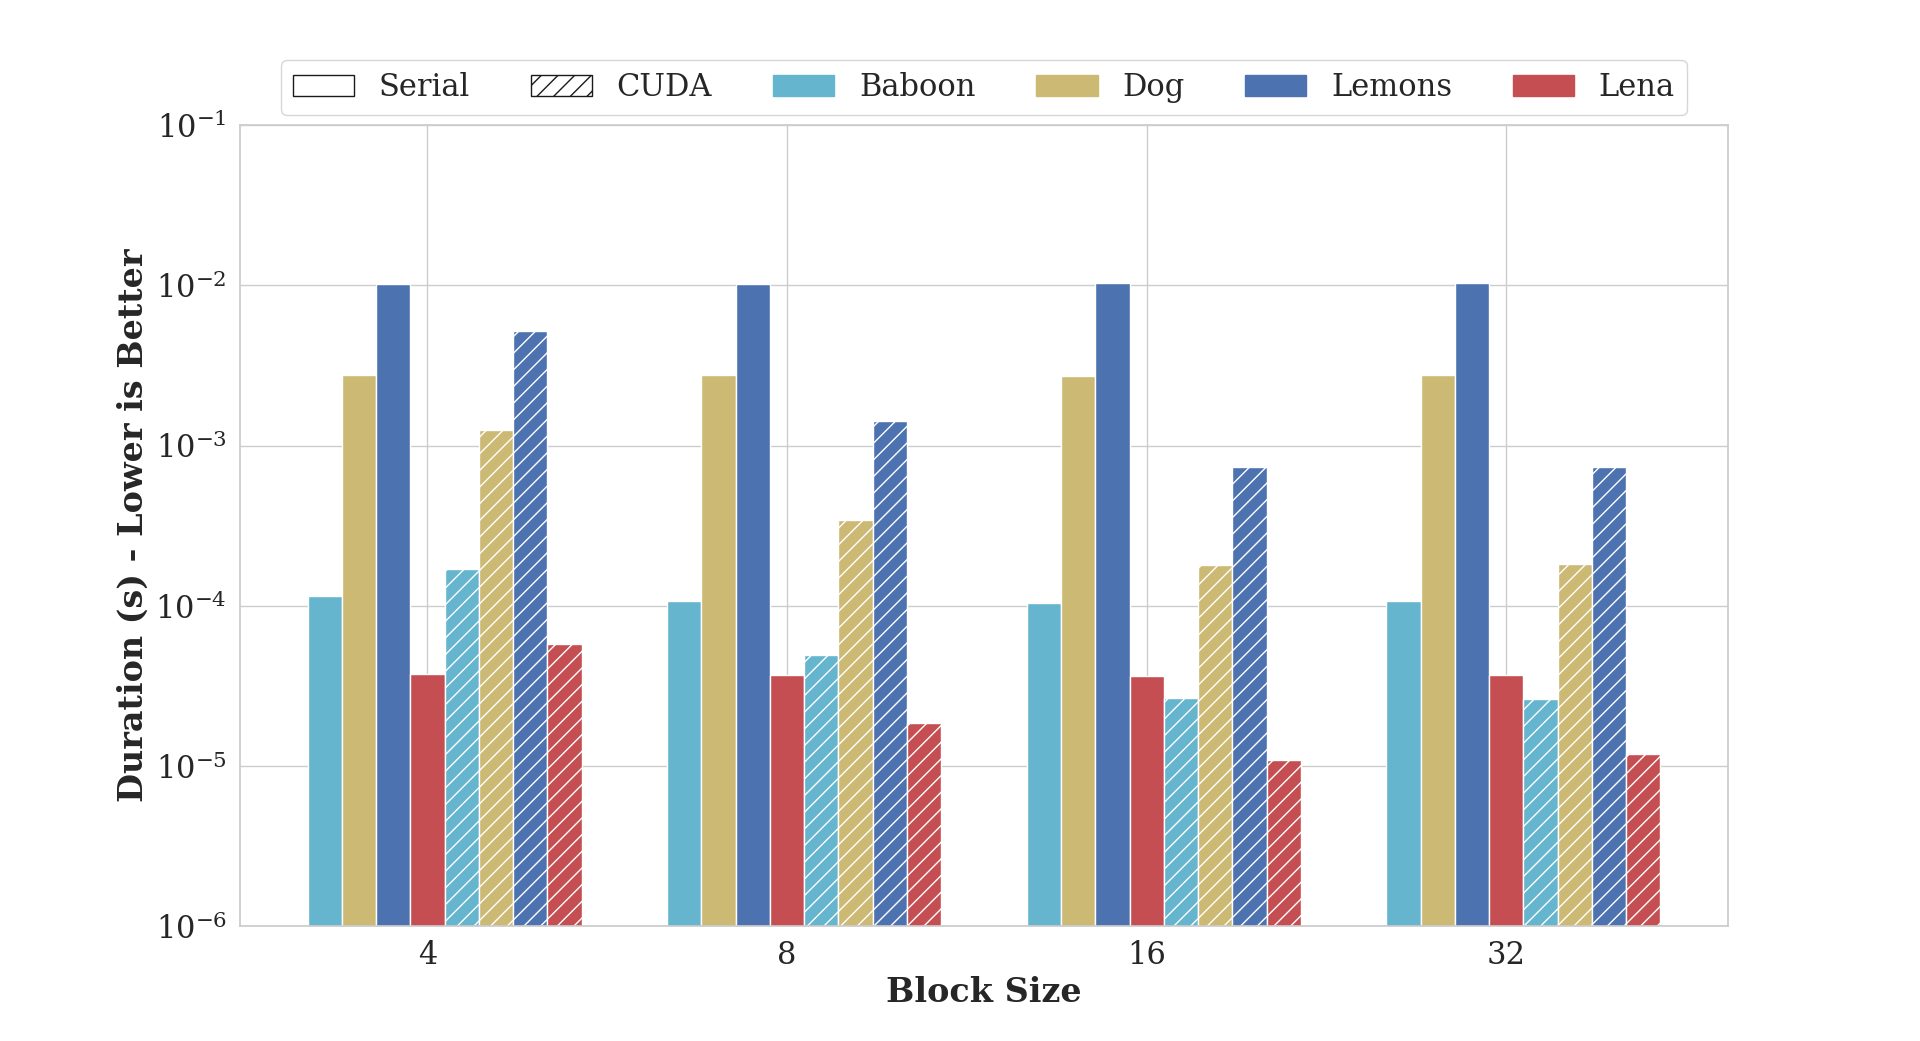 Serial CUDA Baboon Dog Lemons Lena
10⁻¹
10⁻²
10⁻³
10⁻⁴
10⁻⁵
10⁻⁶
Duration (s) - Lower is Better
4 8 16 32
Block Size